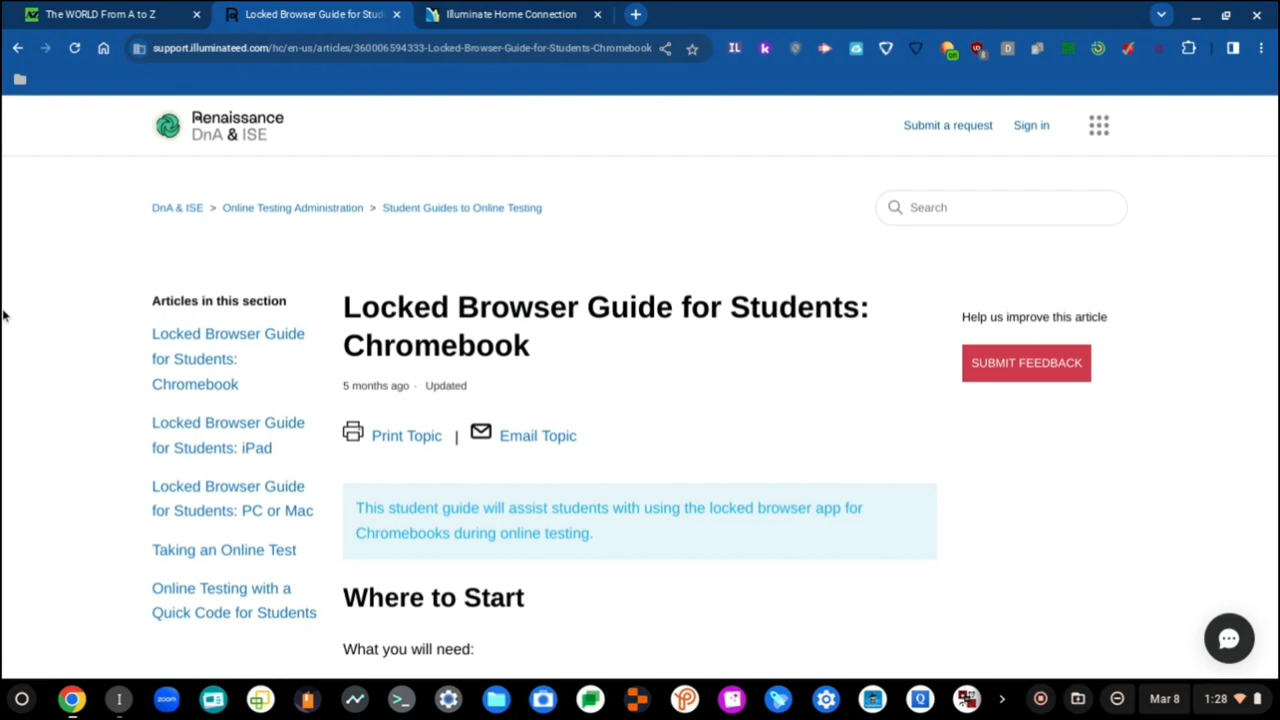 The WORLD From A to Z
Locked Browser Guide for Stud
Illuminate Home Connection
support.illuminateed.com/hc/en-us/articles/360006594333-Locked-Browser-Guide-for-Students-Chromebook
Renaissance
DnA & ISE
Submit a request
Sign in
DnA & ISE > Online Testing Administration > Student Guides to Online Testing
Search
Articles in this section
Locked Browser Guide
for Students:
Chromebook
Locked Browser Guide
for Students: iPad
Locked Browser Guide
for Students: PC or Mac
Taking an Online Test
Online Testing with a
Quick Code for Students
Locked Browser Guide for Students:
Chromebook
5 months ago · Updated
Print Topic | Email Topic
This student guide will assist students with using the locked browser app for
Chromebooks during online testing.
Where to Start
What you will need:
Help us improve this article
SUBMIT FEEDBACK
zoom
Mar 8
1:28